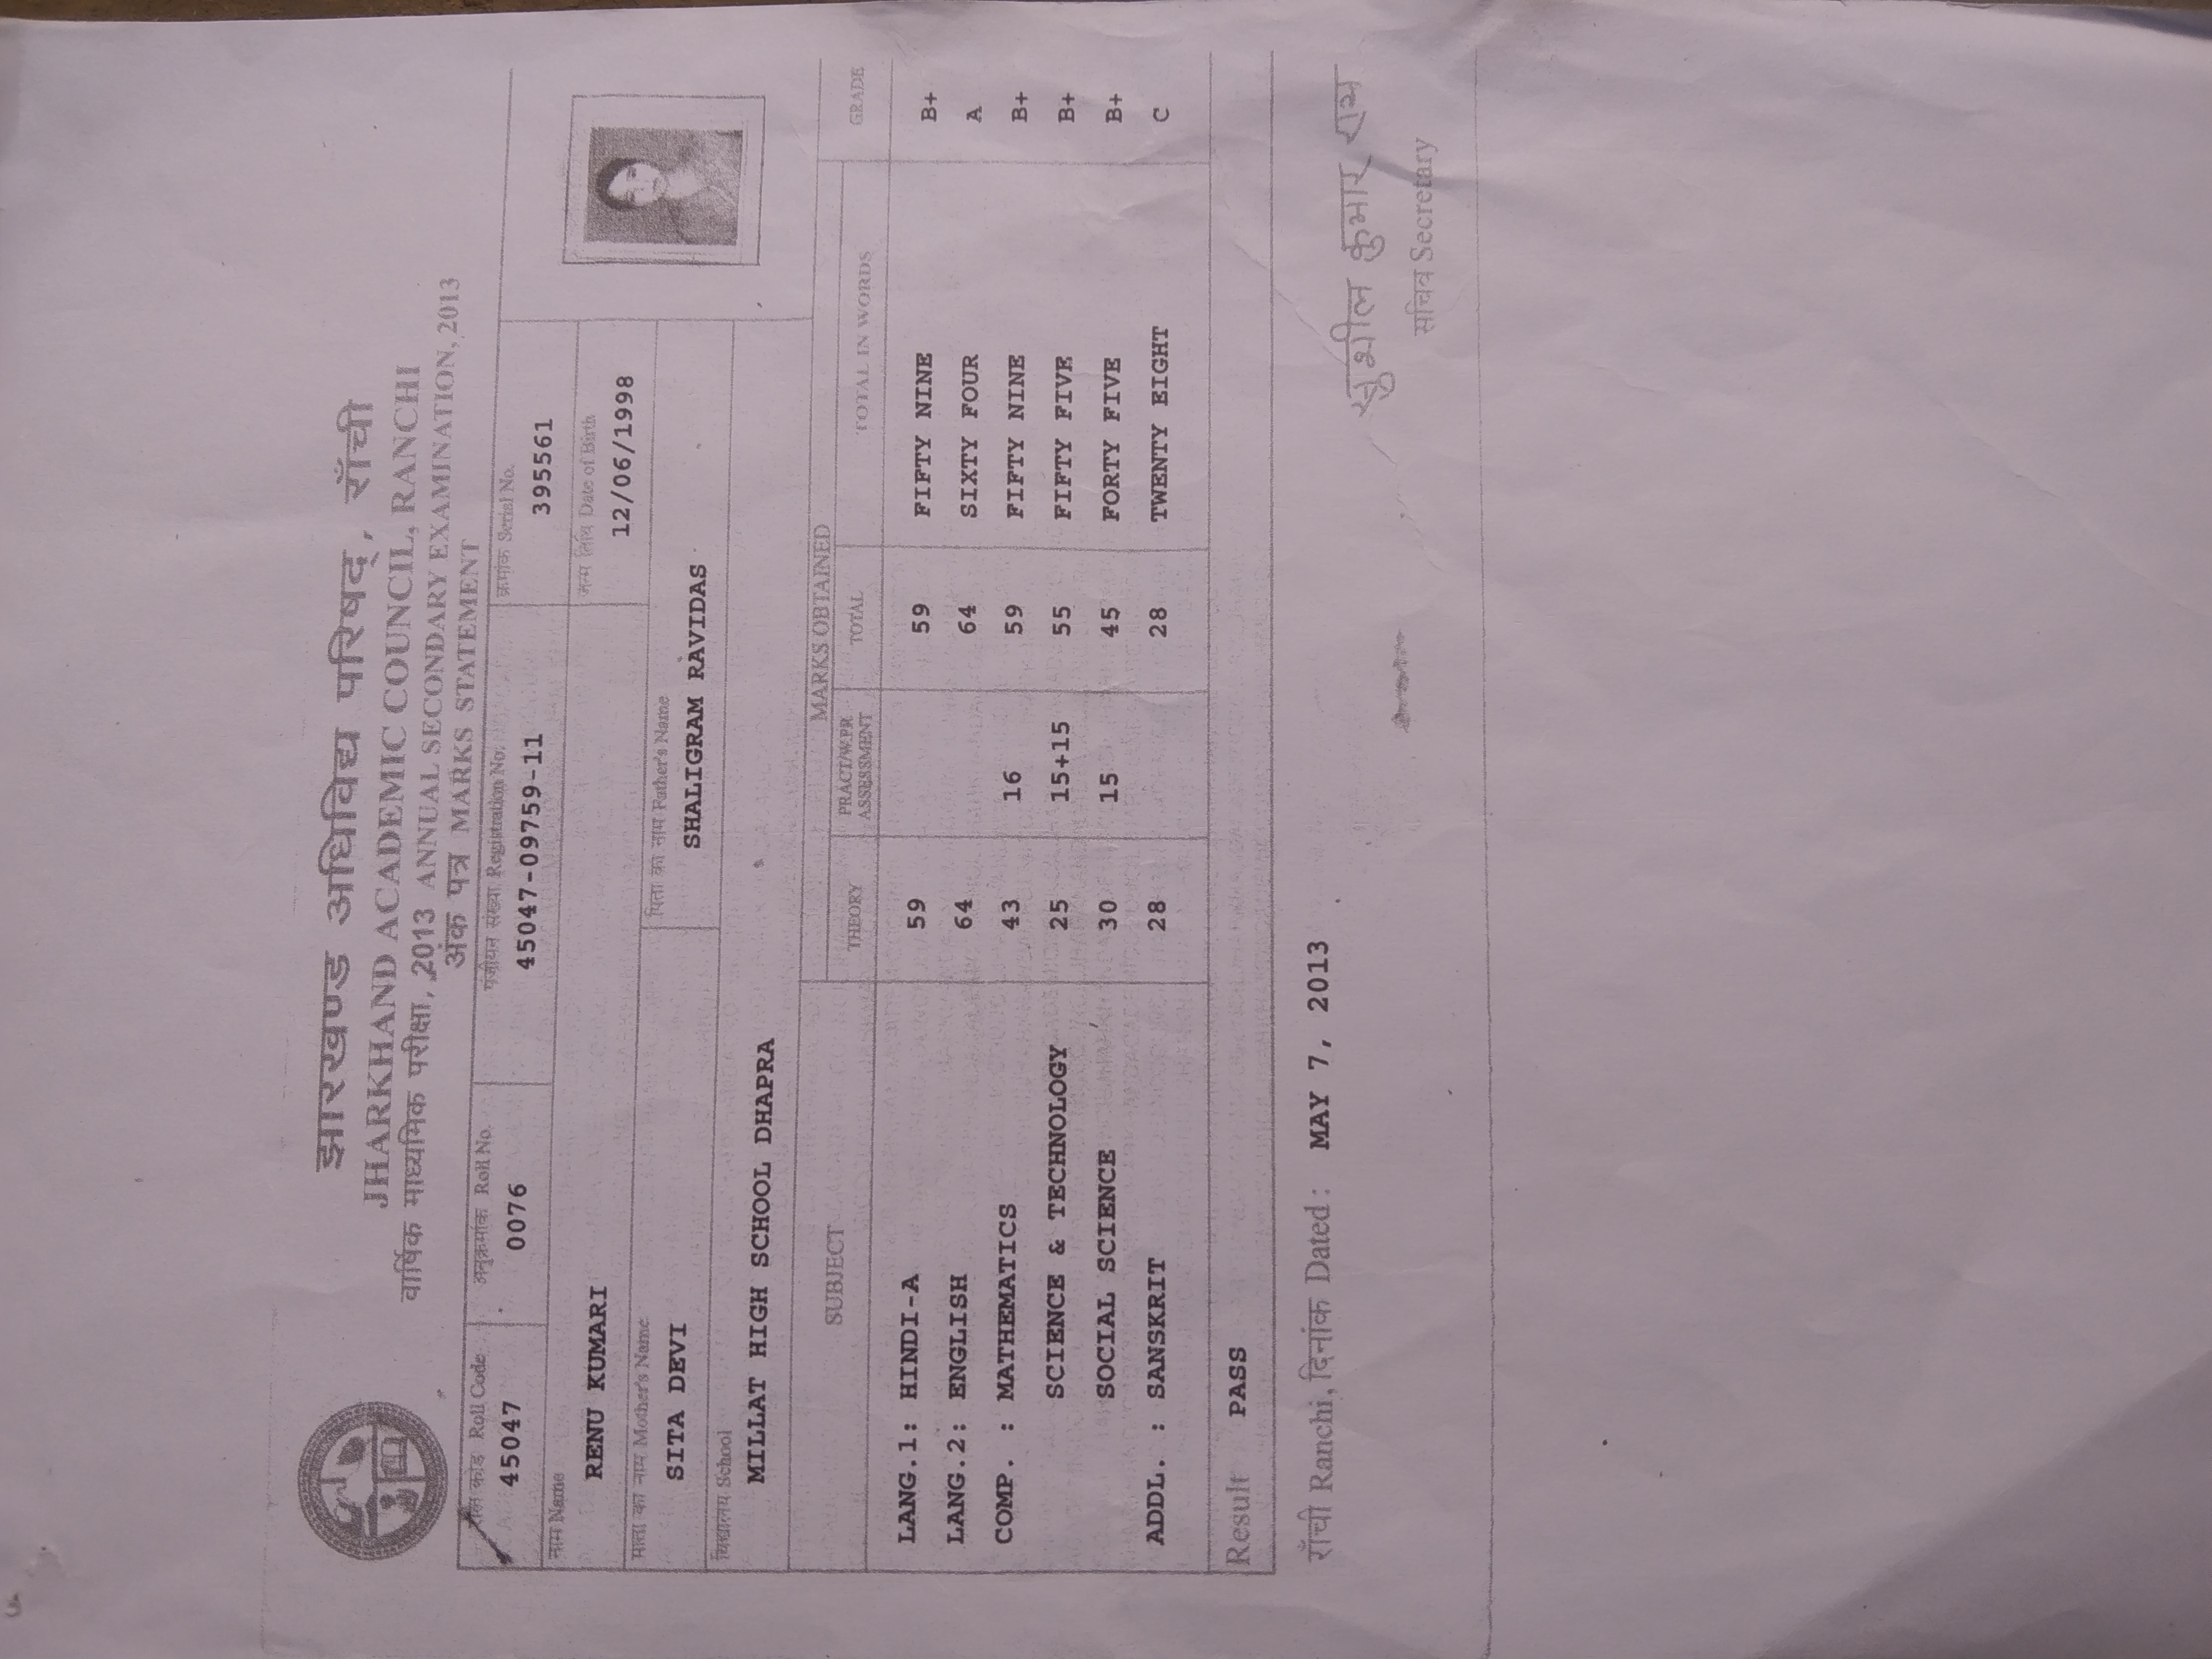 झारखण्ड अधिविद्य परिषद्, राँची
JHARKHAND ACADEMIC COUNCIL, RANCHI
वार्षिक माध्यमिक परीक्षा, 2013 ANNUAL SECONDARY EXAMINATION, 2013
अंक पत्र MARKS STATEMENT
रोल कोड Roll Code अनुक्रमांक Roll No. पंजीयन संख्या Registration No. क्रमांक Serial No.
45047 0076 45047-09759-11 395561
नाम Name जन्म तिथि Date of Birth
RENU KUMARI 12/06/1998
माता का नाम Mother's Name पिता का नाम Father's Name
SITA DEVI SHALIGRAM RAVIDAS
विद्यालय School
MILLAT HIGH SCHOOL DHAPRA
MARKS OBTAINED
SUBJECT THEORY PRACT/W.PR ASSESSMENT TOTAL TOTAL IN WORDS GRADE
LANG.1: HINDI-A 59 59 FIFTY NINE B+
LANG.2: ENGLISH 64 64 SIXTY FOUR A
COMP. : MATHEMATICS 43 16 59 FIFTY NINE B+
SCIENCE & TECHNOLOGY 25 15+15 55 FIFTY FIVE B+
SOCIAL SCIENCE 30 15 45 FORTY FIVE B+
ADDL. : SANSKRIT 28 28 TWENTY EIGHT C
Result PASS
राँची Ranchi, दिनांक Dated : MAY 7, 2013
सुशील कुमार राय
सचिव Secretary